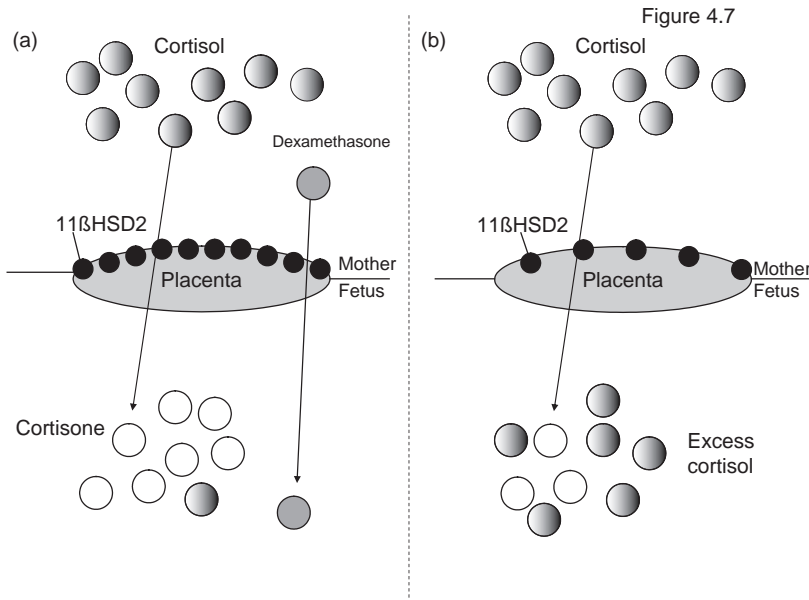 Figure 4.7
(a)
Cortisol
Dexamethasone
11ßHSD2
Placenta
Mother
Fetus
Cortisone
(b)
Cortisol
11ßHSD2
Placenta
Mother
Fetus
Excess
cortisol